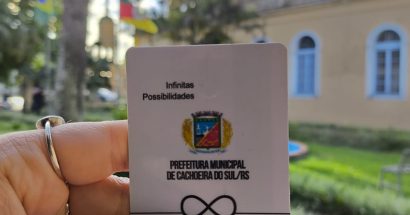 Infinitas
Possibilidades
PREFEITURA MUNICIPAL
DE CACHOEIRA DO SUL/RS